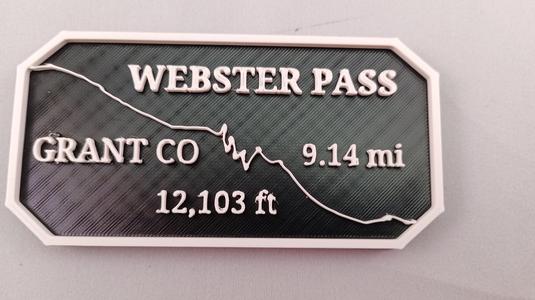 WEBSTER PASS
GRANT CO 9.14 mi
12,103 ft